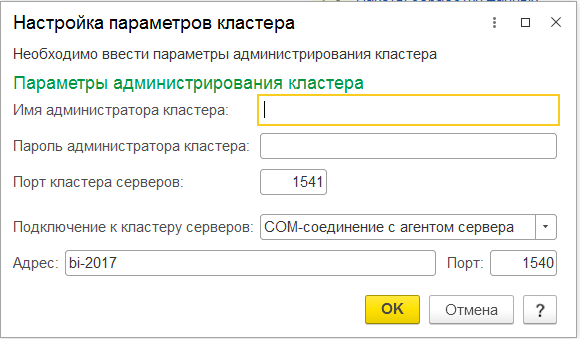 Настройка параметров кластера
Необходимо ввести параметры администрирования кластера
Параметры администрирования кластера
Имя администратора кластера:
Пароль администратора кластера:
Порт кластера серверов: 1541
Подключение к кластеру серверов: COM-соединение с агентом сервера
Адрес: bi-2017 Порт: 1540
OK Отмена ?